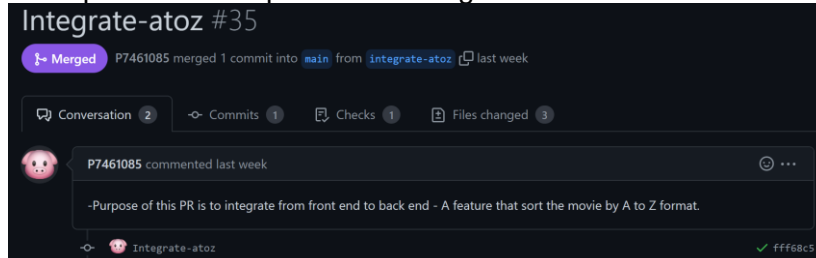 Integrate-atoz #35
Merged P7461085 merged 1 commit into main from integrate-atoz last week
Conversation 2 Commits 1 Checks 1 Files changed 3
P7461085 commented last week
-Purpose of this PR is to integrate from front end to back end - A feature that sort the movie by A to Z format.
Integrate-atoz fff68c5